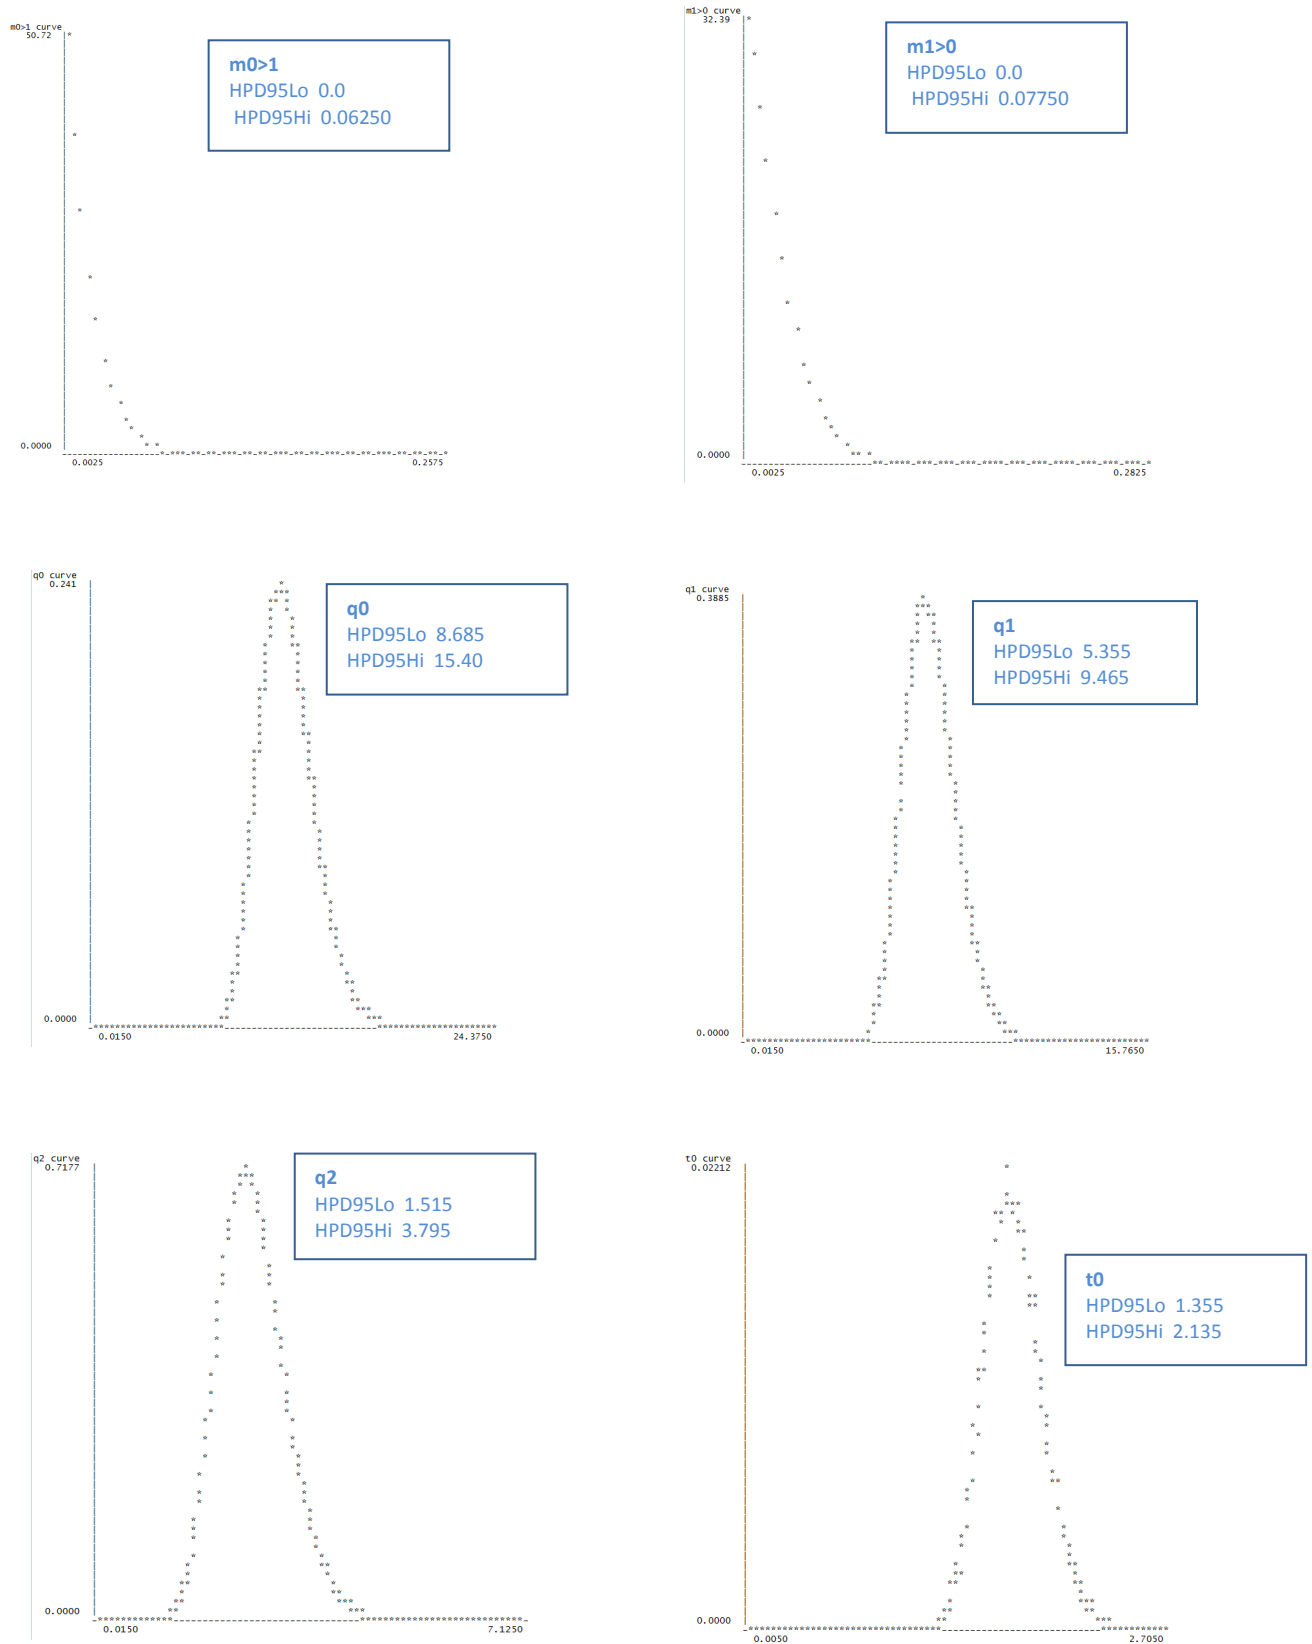 m0>1 curve
50.72
m0>1
HPD95Lo 0.0
HPD95Hi 0.06250
0.0000
0.0025
0.2575
m1>0 curve
32.39
m1>0
HPD95Lo 0.0
HPD95Hi 0.07750
0.0000
0.0025
0.2825
q0 curve
0.241
q0
HPD95Lo 8.685
HPD95Hi 15.40
0.0000
0.0150
24.3750
q1 curve
0.3885
q1
HPD95Lo 5.355
HPD95Hi 9.465
0.0000
0.0150
15.7650
q2 curve
0.7177
q2
HPD95Lo 1.515
HPD95Hi 3.795
0.0000
0.0150
7.1250
t0 curve
0.02212
t0
HPD95Lo 1.355
HPD95Hi 2.135
0.0000
0.0050
2.7050